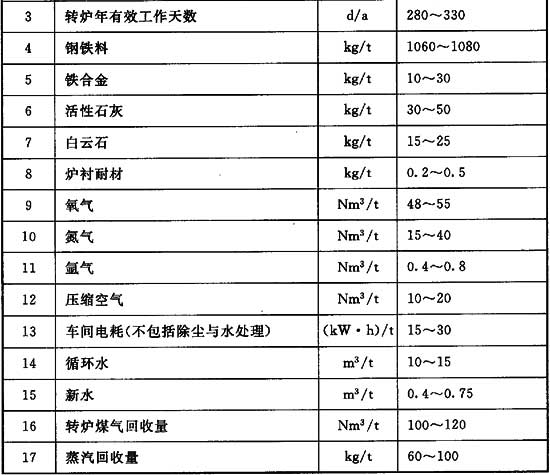 3 转炉年有效工作天数 d/a 280～330
4 钢铁料 kg/t 1060～1080
5 铁合金 kg/t 10～30
6 活性石灰 kg/t 30～50
7 白云石 kg/t 15～25
8 炉衬耐材 kg/t 0.2～0.5
9 氧气 Nm³/t 48～55
10 氮气 Nm³/t 15～40
11 氩气 Nm³/t 0.4～0.8
12 压缩空气 Nm³/t 10～20
13 车间电耗(不包括除尘与水处理) (kW·h)/t 15～30
14 循环水 m³/t 10～15
15 新水 m³/t 0.4～0.75
16 转炉煤气回收量 Nm³/t 100～120
17 蒸汽回收量 kg/t 60～100